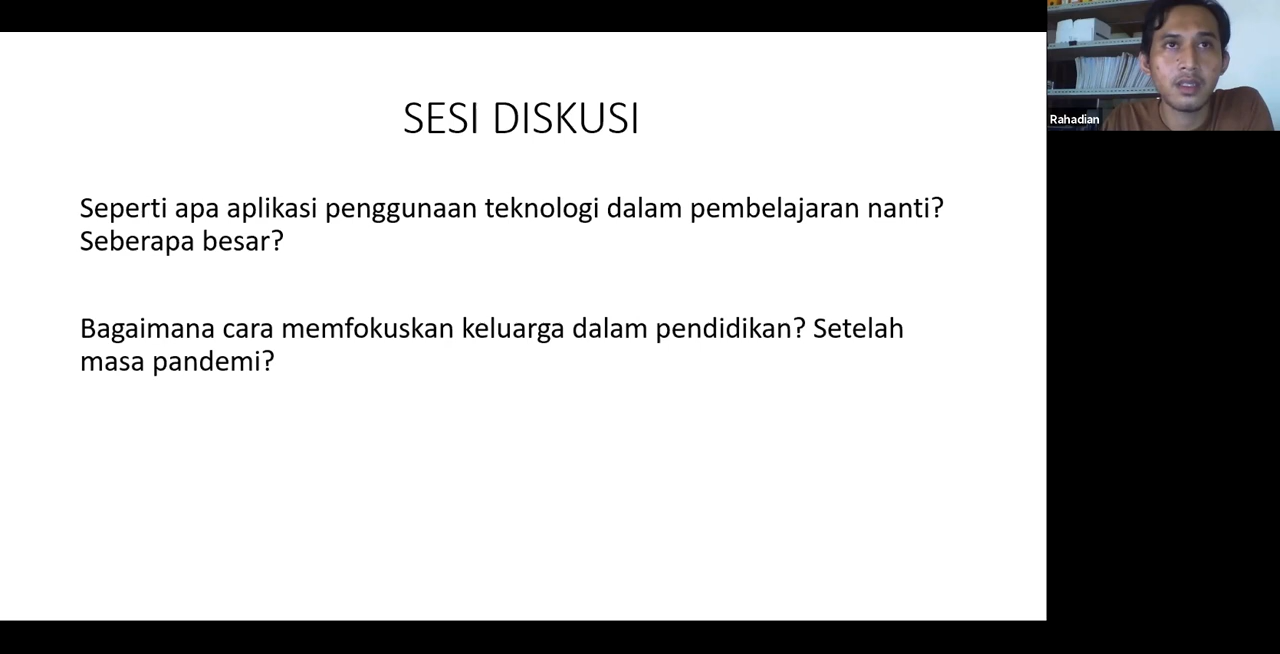 SESI DISKUSI
Seperti apa aplikasi penggunaan teknologi dalam pembelajaran nanti?
Seberapa besar?
Bagaimana cara memfokuskan keluarga dalam pendidikan? Setelah
masa pandemi?
Rahadian